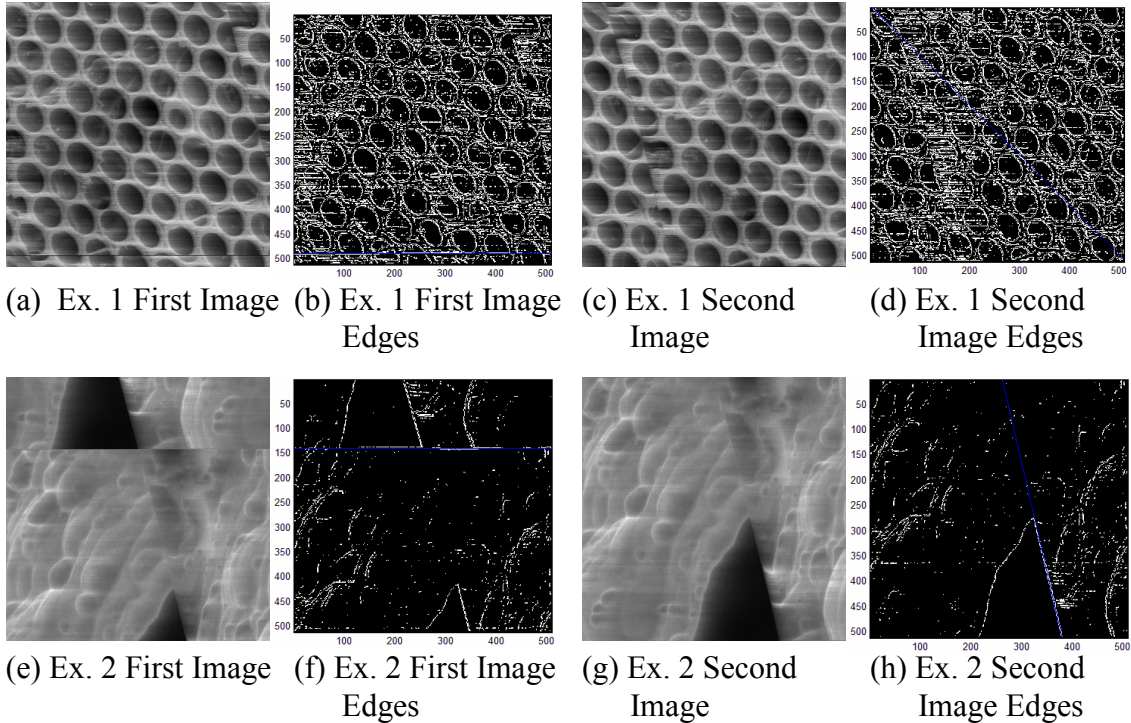 50
100
150
200
250
300
350
400
450
500
100 200 300 400 500
50
100
150
200
250
300
350
400
450
500
100 200 300 400 500
(a) Ex. 1 First Image
(b) Ex. 1 First Image
Edges
(c) Ex. 1 Second
Image
(d) Ex. 1 Second
Image Edges
50
100
150
200
250
300
350
400
450
500
100 200 300 400 500
50
100
150
200
250
300
350
400
450
500
100 200 300 400 500
(e) Ex. 2 First Image
(f) Ex. 2 First Image
Edges
(g) Ex. 2 Second
Image
(h) Ex. 2 Second
Image Edges